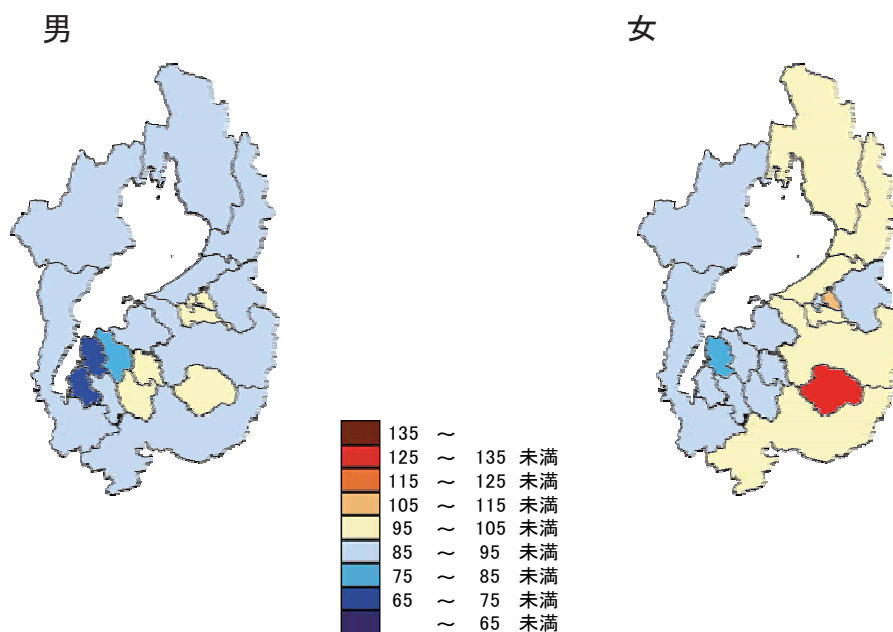 男
女
135 ～
125 ～ 135 未満
115 ～ 125 未満
105 ～ 115 未満
95 ～ 105 未満
85 ～ 95 未満
75 ～ 85 未満
65 ～ 75 未満
～ 65 未満